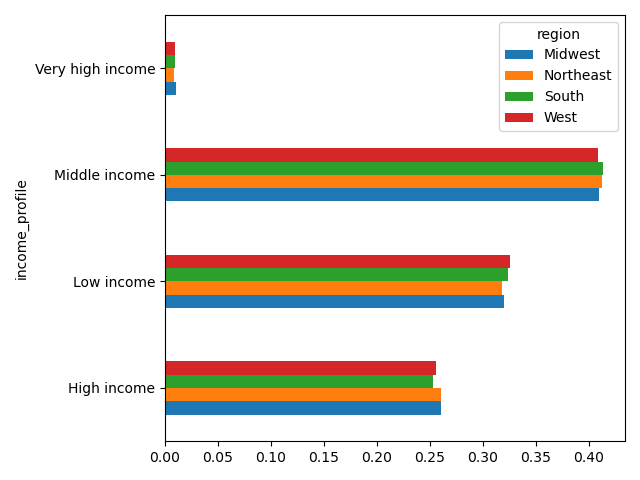 region
Midwest
Northeast
South
West
Very high income
Middle income
Low income
High income
income_profile
0.00 0.05 0.10 0.15 0.20 0.25 0.30 0.35 0.40